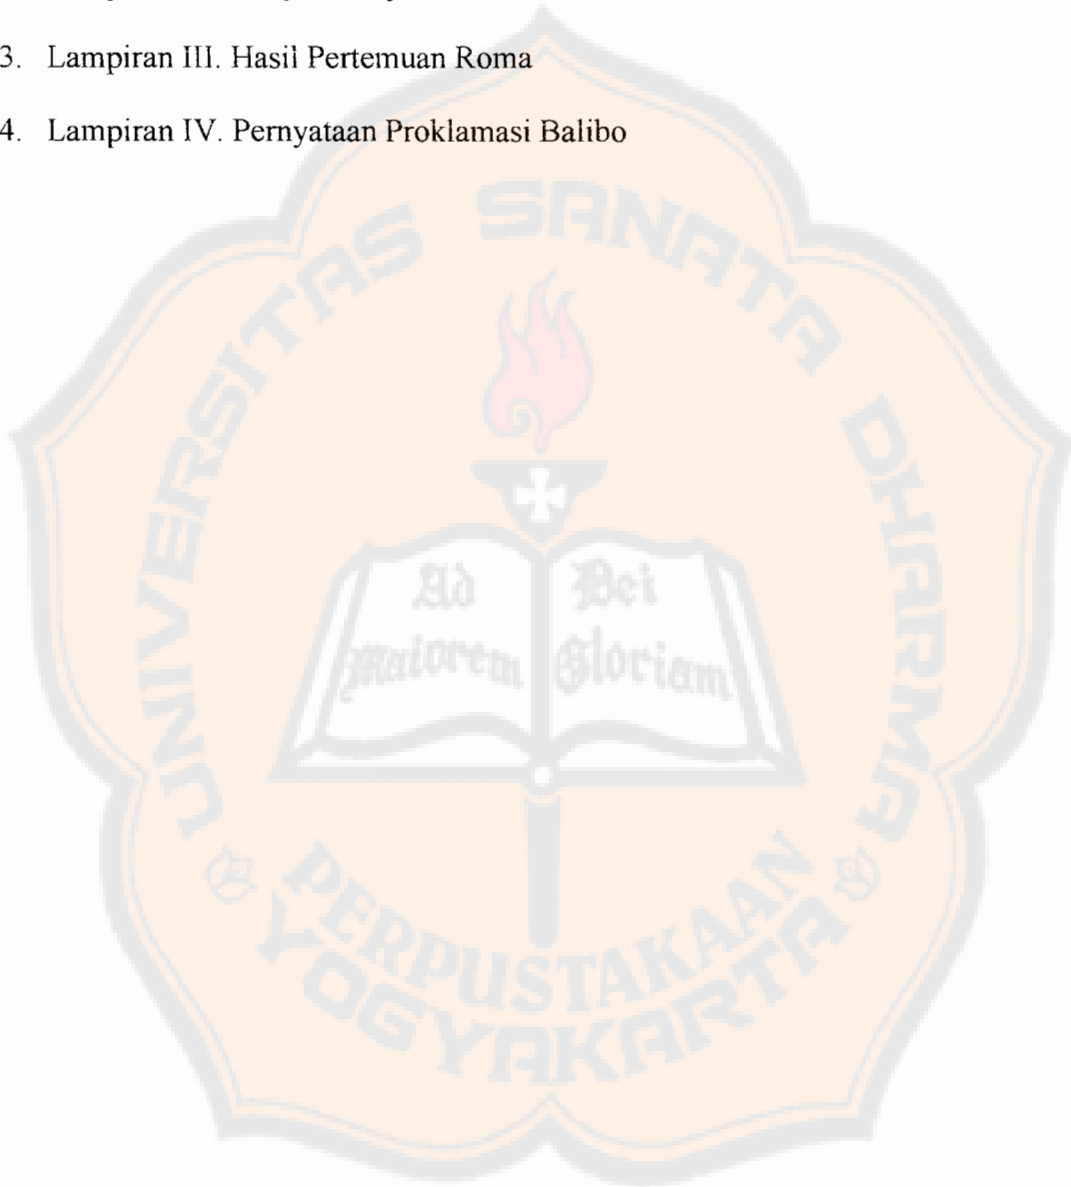 3. Lampiran III. Hasil Pertemuan Roma
4. Lampiran IV. Pernyataan Proklamasi Balibo
UNIVERSITAS SANATA DHARMA
Ad Dei
Maiorem Gloriam
PERPUSTAKAAN
YOGYAKARTA